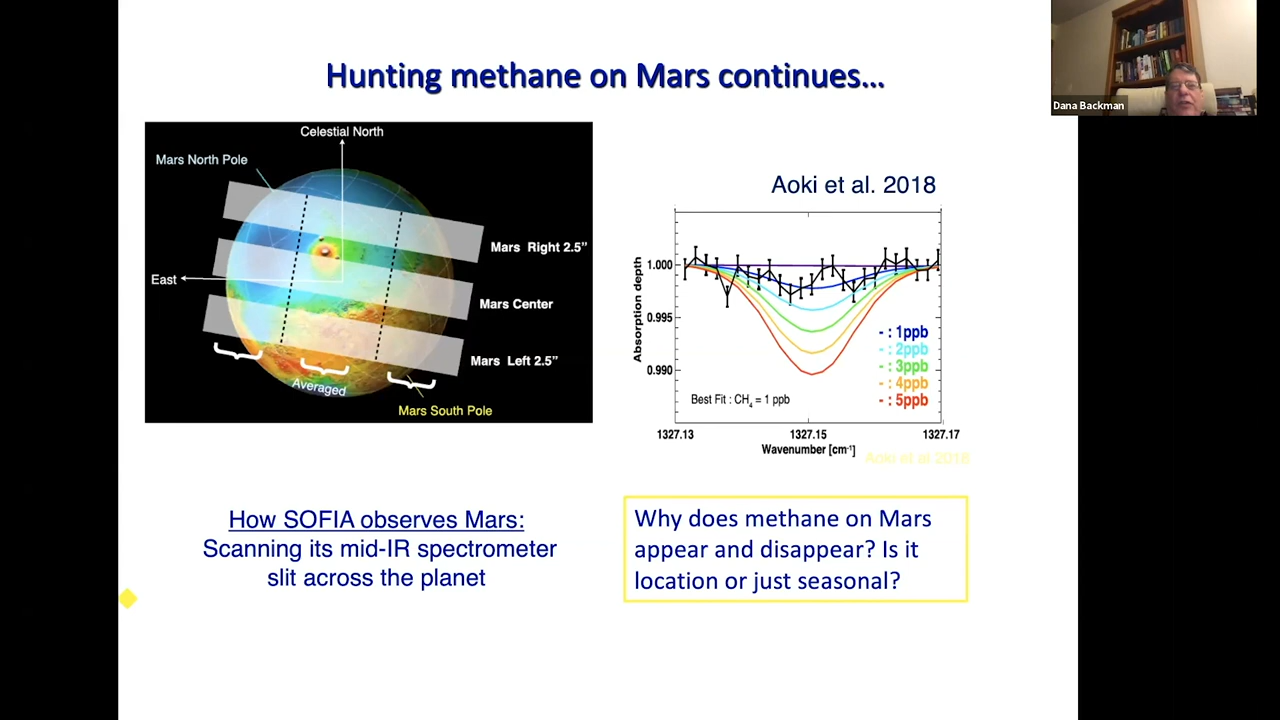 Hunting methane on Mars continues…
Dana Backman
Celestial North
Mars North Pole
East
Mars Right 2.5”
Mars Center
Mars Left 2.5”
Averaged
Mars South Pole
Aoki et al. 2018
Absorption depth
1.000
0.995
0.990
- : 1ppb
- : 2ppb
- : 3ppb
- : 4ppb
- : 5ppb
Best Fit : CH4 = 1 ppb
1327.13 1327.15 1327.17
Wavenumber [cm-1]
Aoki et al 2018
How SOFIA observes Mars:
Scanning its mid-IR spectrometer
slit across the planet
Why does methane on Mars
appear and disappear? Is it
location or just seasonal?